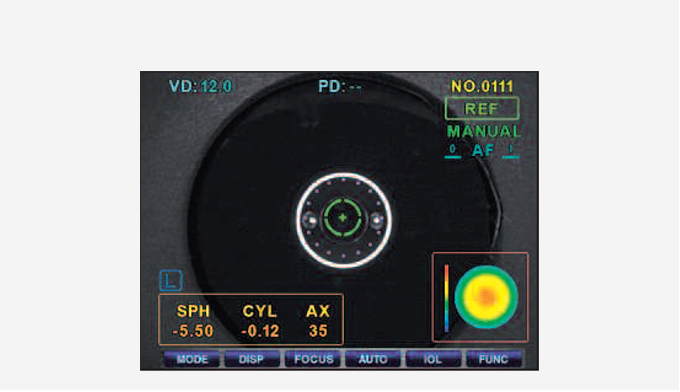 VD:12.0 PD:-- NO.0111
REF
MANUAL
0 AF 1
L
SPH CYL AX
-5.50 -0.12 35
MODE DISP FOCUS AUTO IOL FUNC